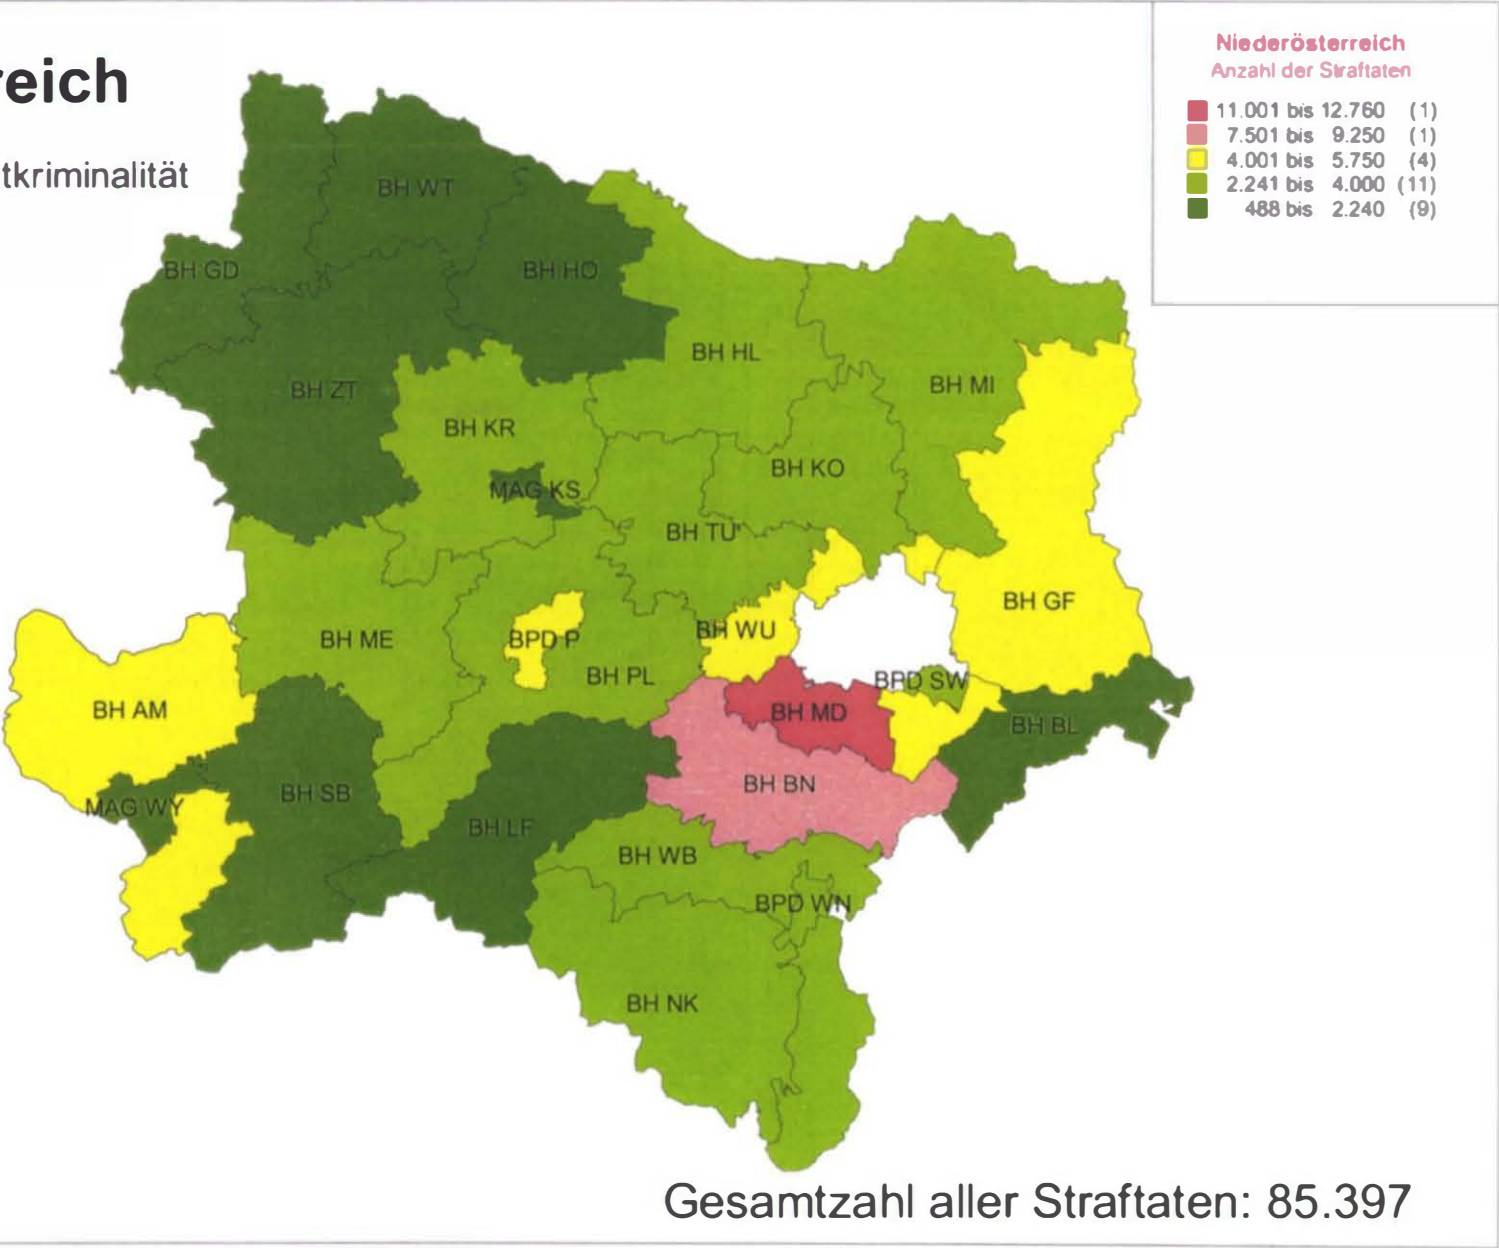 reich
tkriminalität
Niederösterreich
Anzahl der Straftaten
11.001 bis 12.760 (1)
7.501 bis 9.250 (1)
4.001 bis 5.750 (4)
2.241 bis 4.000 (11)
488 bis 2.240 (9)
BH WT
BH GD
BH HO
BH HL
BH MI
BH ZT
BH KR
BH KO
MAG KS
BH TU
BH GF
BH ME
BPD P
BH WU
BH PL
BPD SW
BH AM
BH MD
BH BL
BH BN
BH SB
MAG WY
BH LF
BH WB
BPD WN
BH NK
Gesamtzahl aller Straftaten: 85.397